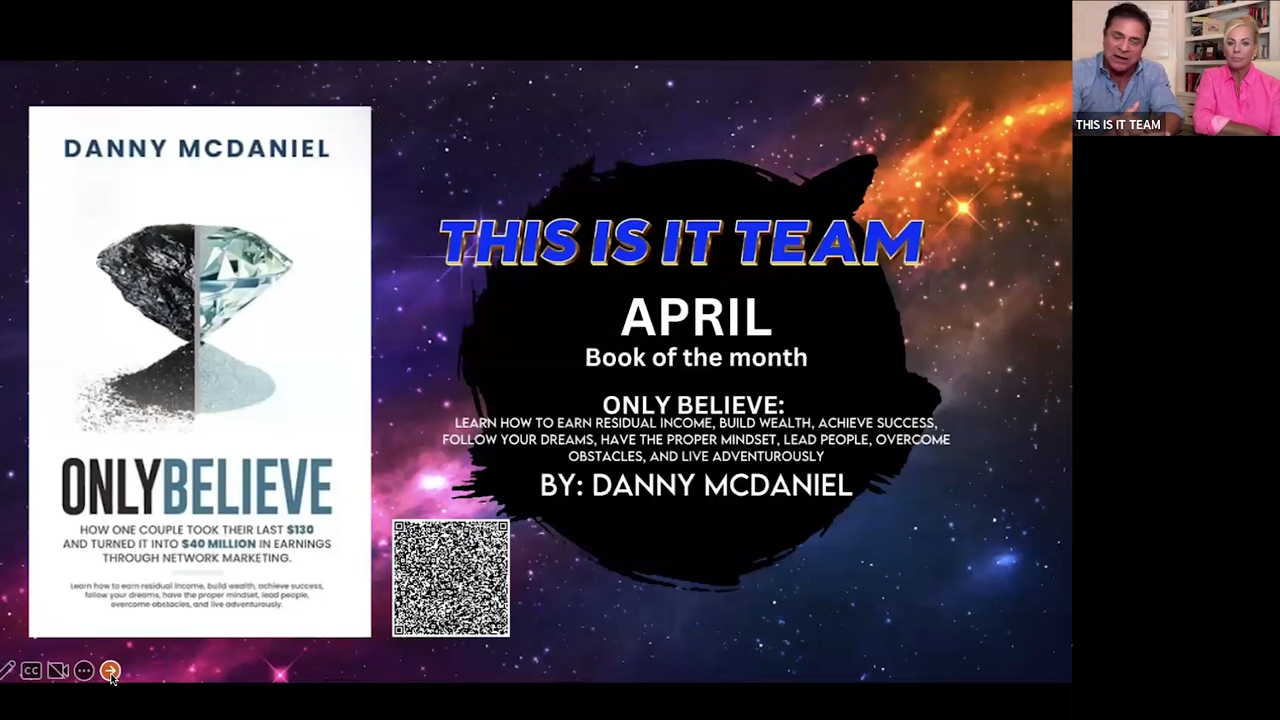 DANNY MCDANIEL
ONLYBELIEVE
HOW ONE COUPLE TOOK THEIR LAST $130
AND TURNED IT INTO $40 MILLION IN EARNINGS
THROUGH NETWORK MARKETING.
Learn how to earn residual income, build wealth, achieve success,
follow your dreams, have the proper mindset, lead people,
overcome obstacles, and live adventurously.
THIS IS IT TEAM
APRIL
Book of the month
ONLY BELIEVE:
LEARN HOW TO EARN RESIDUAL INCOME, BUILD WEALTH, ACHIEVE SUCCESS,
FOLLOW YOUR DREAMS, HAVE THE PROPER MINDSET, LEAD PEOPLE, OVERCOME
OBSTACLES, AND LIVE ADVENTUROUSLY
BY: DANNY MCDANIEL
THIS IS IT TEAM
CC